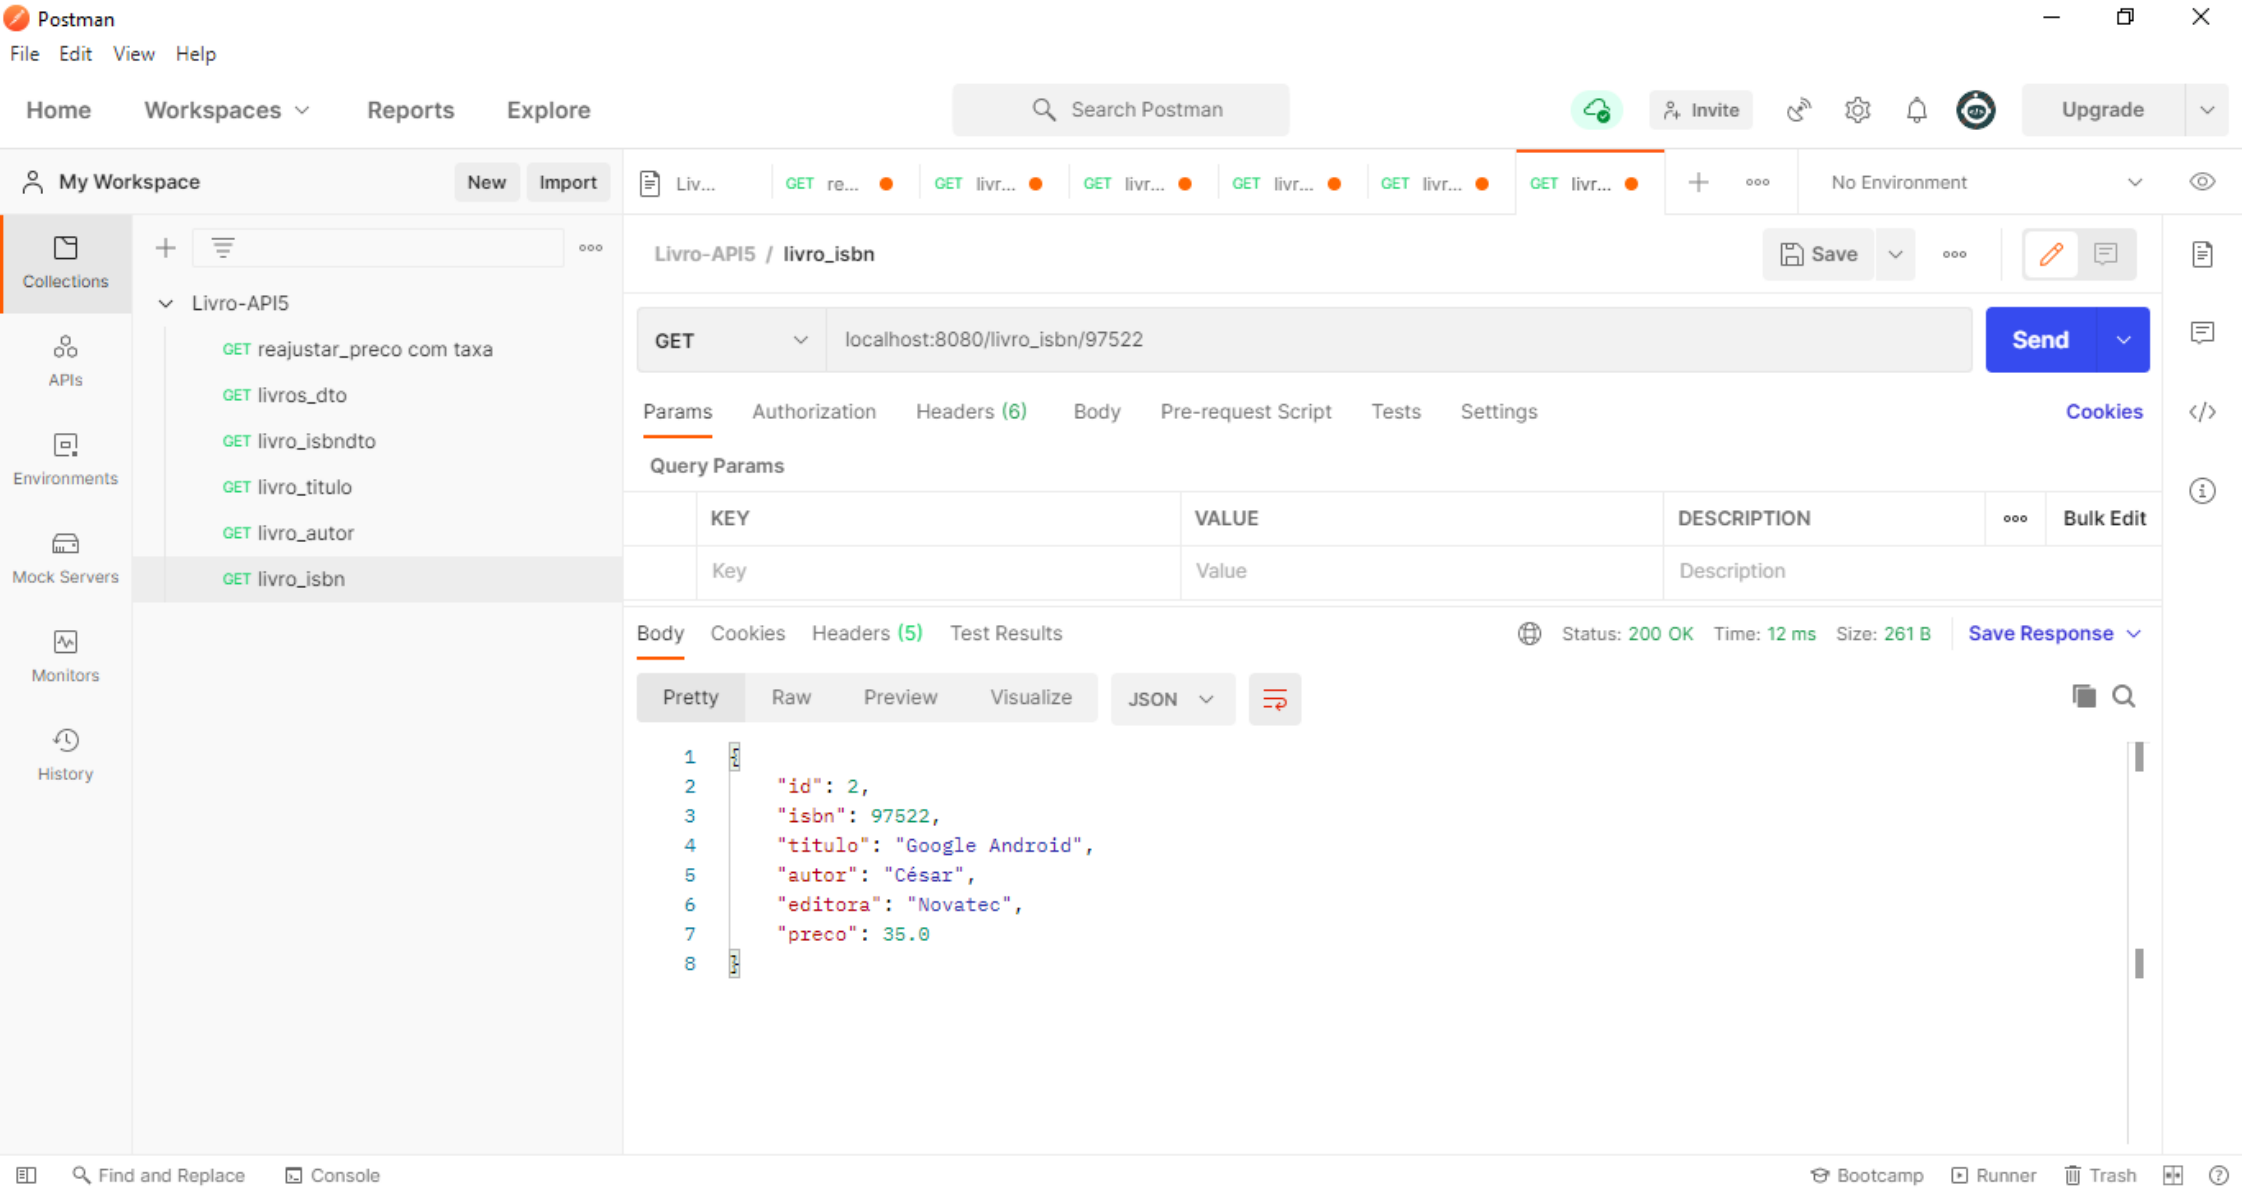 Postman
File Edit View Help
Home Workspaces Reports Explore Search Postman Invite Upgrade
My Workspace New Import Liv... GET re... GET livr... GET livr... GET livr... GET livr... GET livr... No Environment
Collections
APIs
Environments
Mock Servers
Monitors
History
Livro-API5
GET reajustar_preco com taxa
GET livros_dto
GET livro_isbndto
GET livro_titulo
GET livro_autor
GET livro_isbn
Livro-API5 / livro_isbn Save
GET localhost:8080/livro_isbn/97522 Send
Params Authorization Headers (6) Body Pre-request Script Tests Settings Cookies
Query Params
KEY VALUE DESCRIPTION Bulk Edit
Key Value Description
Body Cookies Headers (5) Test Results Status: 200 OK Time: 12 ms Size: 261 B Save Response
Pretty Raw Preview Visualize JSON
1 {
2 "id": 2,
3 "isbn": 97522,
4 "titulo": "Google Android",
5 "autor": "César",
6 "editora": "Novatec",
7 "preco": 35.0
8 }
Find and Replace Console Bootcamp Runner Trash